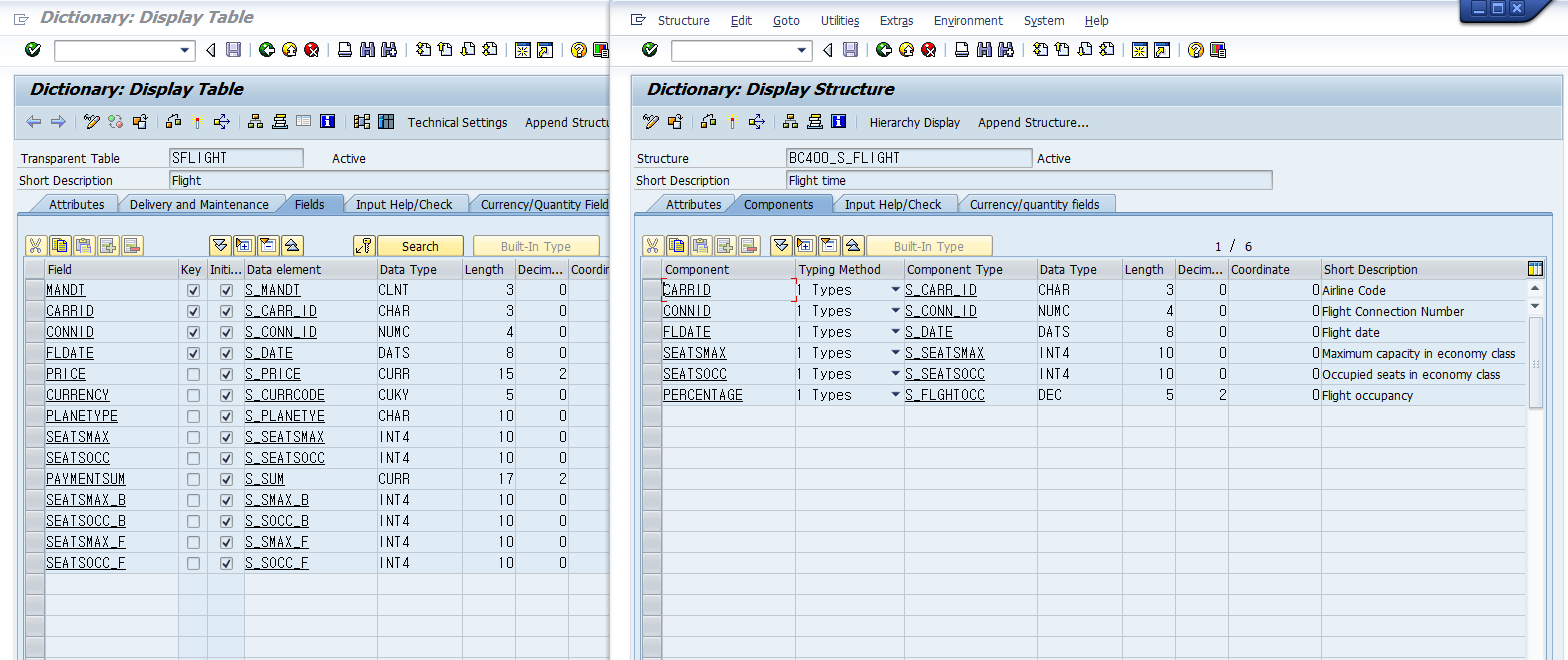 Dictionary: Display Table
Dictionary: Display Table
Technical Settings Append Structu
Transparent Table SFLIGHT Active
Short Description Flight
Attributes Delivery and Maintenance Fields Input Help/Check Currency/Quantity Field
Search Built-In Type
Field Key Initi... Data element Data Type Length Decim... Coordin
MANDT S_MANDT CLNT 3 0
CARRID S_CARR_ID CHAR 3 0
CONNID S_CONN_ID NUMC 4 0
FLDATE S_DATE DATS 8 0
PRICE S_PRICE CURR 15 2
CURRENCY S_CURRCODE CUKY 5 0
PLANETYPE S_PLANETYE CHAR 10 0
SEATSMAX S_SEATSMAX INT4 10 0
SEATSOCC S_SEATSOCC INT4 10 0
PAYMENTSUM S_SUM CURR 17 2
SEATSMAX_B S_SMAX_B INT4 10 0
SEATSOCC_B S_SOCC_B INT4 10 0
SEATSMAX_F S_SMAX_F INT4 10 0
SEATSOCC_F S_SOCC_F INT4 10 0
Structure Edit Goto Utilities Extras Environment System Help
Dictionary: Display Structure
Hierarchy Display Append Structure...
Structure BC400_S_FLIGHT Active
Short Description Flight time
Attributes Components Input Help/Check Currency/quantity fields
Built-In Type 1 / 6
Component Typing Method Component Type Data Type Length Decim... Coordinate Short Description
CARRID 1 Types S_CARR_ID CHAR 3 0 0 Airline Code
CONNID 1 Types S_CONN_ID NUMC 4 0 0 Flight Connection Number
FLDATE 1 Types S_DATE DATS 8 0 0 Flight date
SEATSMAX 1 Types S_SEATSMAX INT4 10 0 0 Maximum capacity in economy class
SEATSOCC 1 Types S_SEATSOCC INT4 10 0 0 Occupied seats in economy class
PERCENTAGE 1 Types S_FLGHTOCC DEC 5 2 0 Flight occupancy